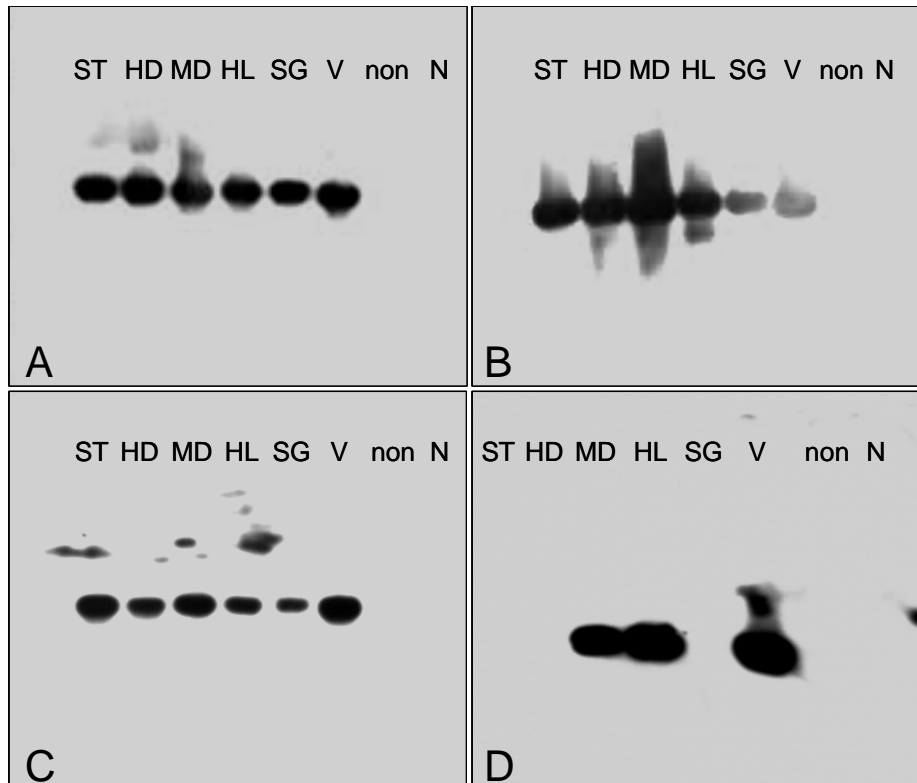 ST HD MD HL SG V non N
A
ST HD MD HL SG V non N
B
ST HD MD HL SG V non N
C
ST HD MD HL SG V non N
D